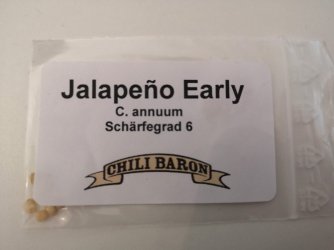 Jalapeño Early
C. annuum
Schärfegrad 6
CHILI BARON